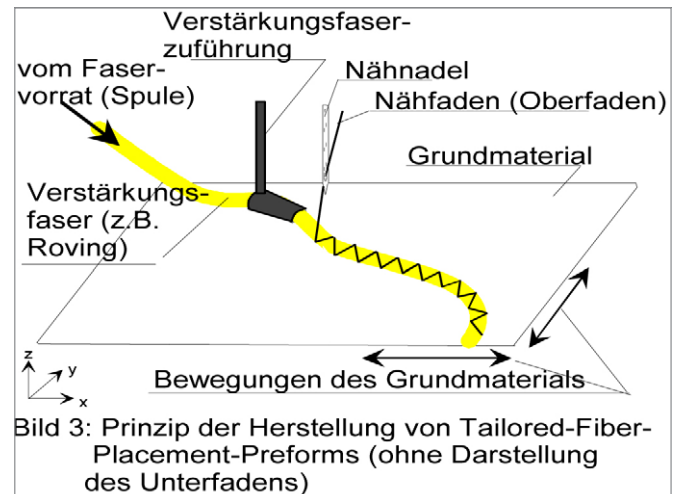 Verstärkungsfaser-
zuführung
vom Faser-
vorrat (Spule)
Nähnadel
Nähfaden (Oberfaden)
Grundmaterial
Verstärkungs-
faser (z.B.
Roving)
z
y
x
Bewegungen des Grundmaterials
Bild 3: Prinzip der Herstellung von Tailored-Fiber-
Placement-Preforms (ohne Darstellung
des Unterfadens)